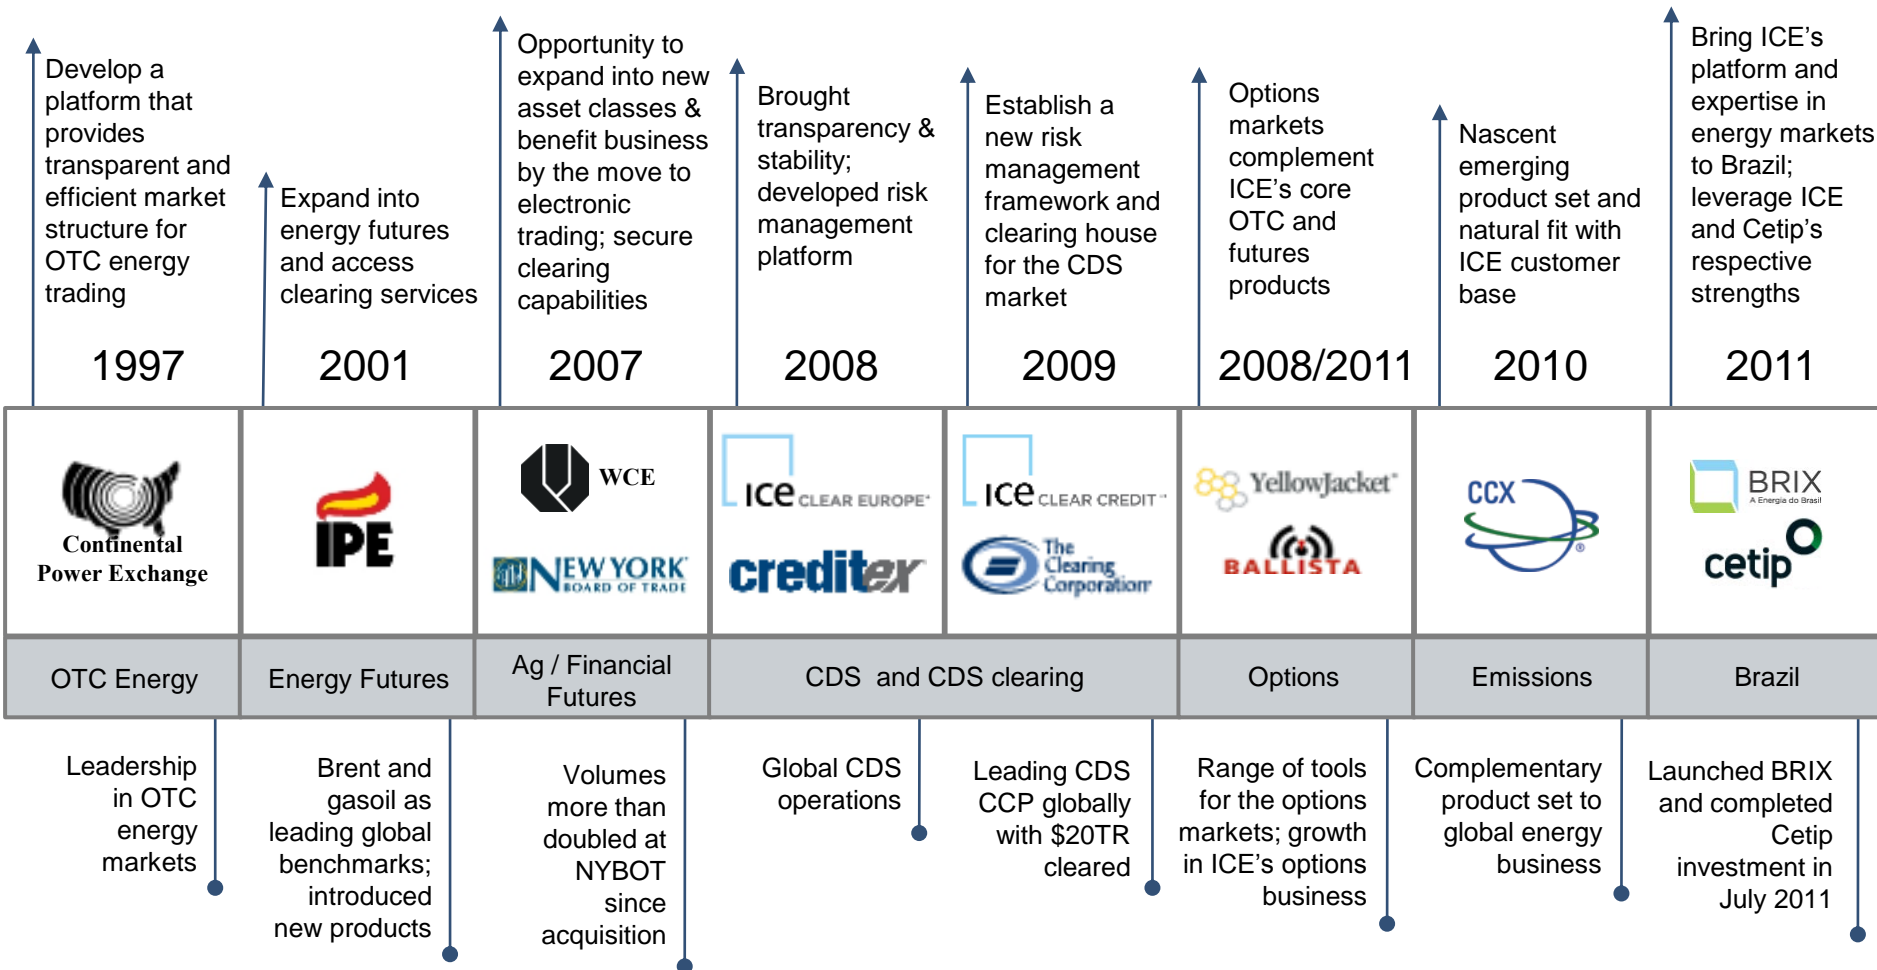 Develop a
platform that
provides
transparent and
efficient market
structure for
OTC energy
trading
Expand into
energy futures
and access
clearing services
Opportunity to
expand into new
asset classes &
benefit business
by the move to
electronic
trading; secure
clearing
capabilities
Brought
transparency &
stability;
developed risk
management
platform
Establish a
new risk
management
framework and
clearing house
for the CDS
market
Options
markets
complement
ICE’s core
OTC and
futures
products
Nascent
emerging
product set and
natural fit with
ICE customer
base
Bring ICE’s
platform and
expertise in
energy markets
to Brazil;
leverage ICE
and Cetip’s
respective
strengths
1997
2001
2007
2008
2009
2008/2011
2010
2011
Continental
Power Exchange
IPE
WCE
NEW YORK
BOARD OF TRADE
ICE CLEAR EUROPE
creditex
ICE CLEAR CREDIT
The
Clearing
Corporation
YellowJacket
BALLISTA
CCX
BRIX
A Energia do Brasil
cetip
OTC Energy
Energy Futures
Ag / Financial
Futures
CDS and CDS clearing
Options
Emissions
Brazil
Leadership
in OTC
energy
markets
Brent and
gasoil as
leading global
benchmarks;
introduced
new products
Volumes
more than
doubled at
NYBOT
since
acquisition
Global CDS
operations
Leading CDS
CCP globally
with $20TR
cleared
Range of tools
for the options
markets; growth
in ICE’s options
business
Complementary
product set to
global energy
business
Launched BRIX
and completed
Cetip
investment in
July 2011